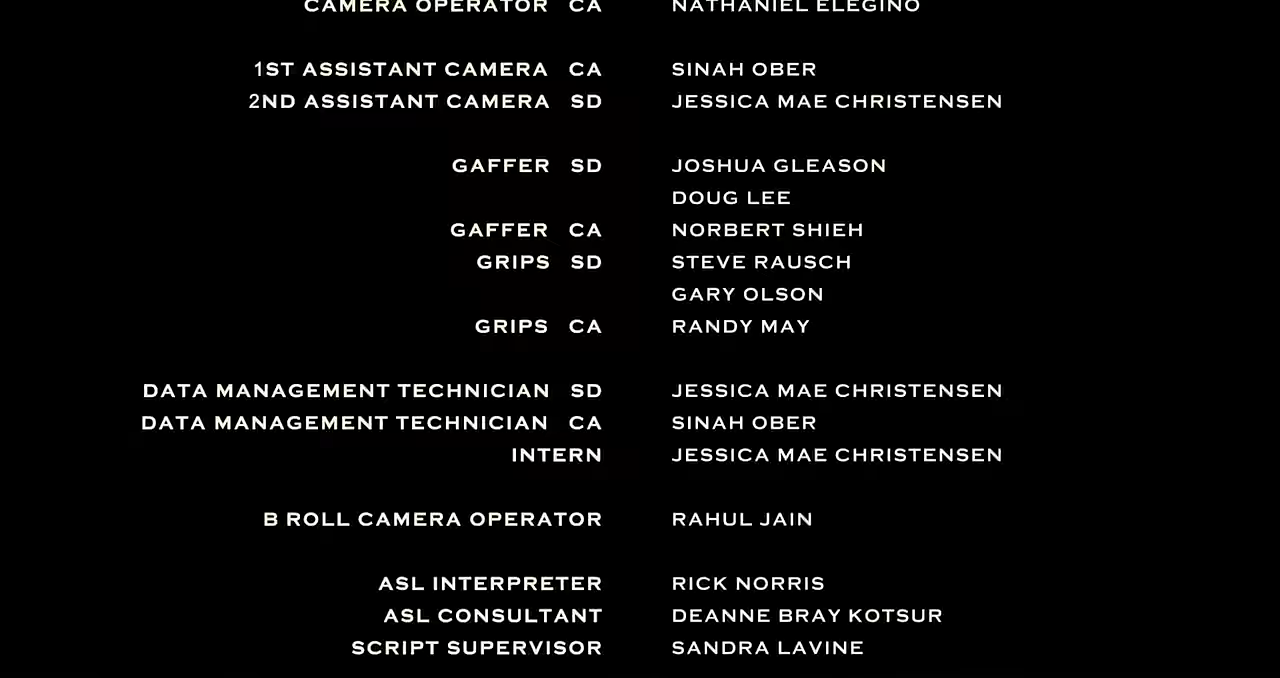 CAMERA OPERATOR CA NATHANIEL ELEGINO
1ST ASSISTANT CAMERA CA SINAH OBER
2ND ASSISTANT CAMERA SD JESSICA MAE CHRISTENSEN
GAFFER SD JOSHUA GLEASON
DOUG LEE
GAFFER CA NORBERT SHIEH
GRIPS SD STEVE RAUSCH
GARY OLSON
GRIPS CA RANDY MAY
DATA MANAGEMENT TECHNICIAN SD JESSICA MAE CHRISTENSEN
DATA MANAGEMENT TECHNICIAN CA SINAH OBER
INTERN JESSICA MAE CHRISTENSEN
B ROLL CAMERA OPERATOR RAHUL JAIN
ASL INTERPRETER RICK NORRIS
ASL CONSULTANT DEANNE BRAY KOTSUR
SCRIPT SUPERVISOR SANDRA LAVINE